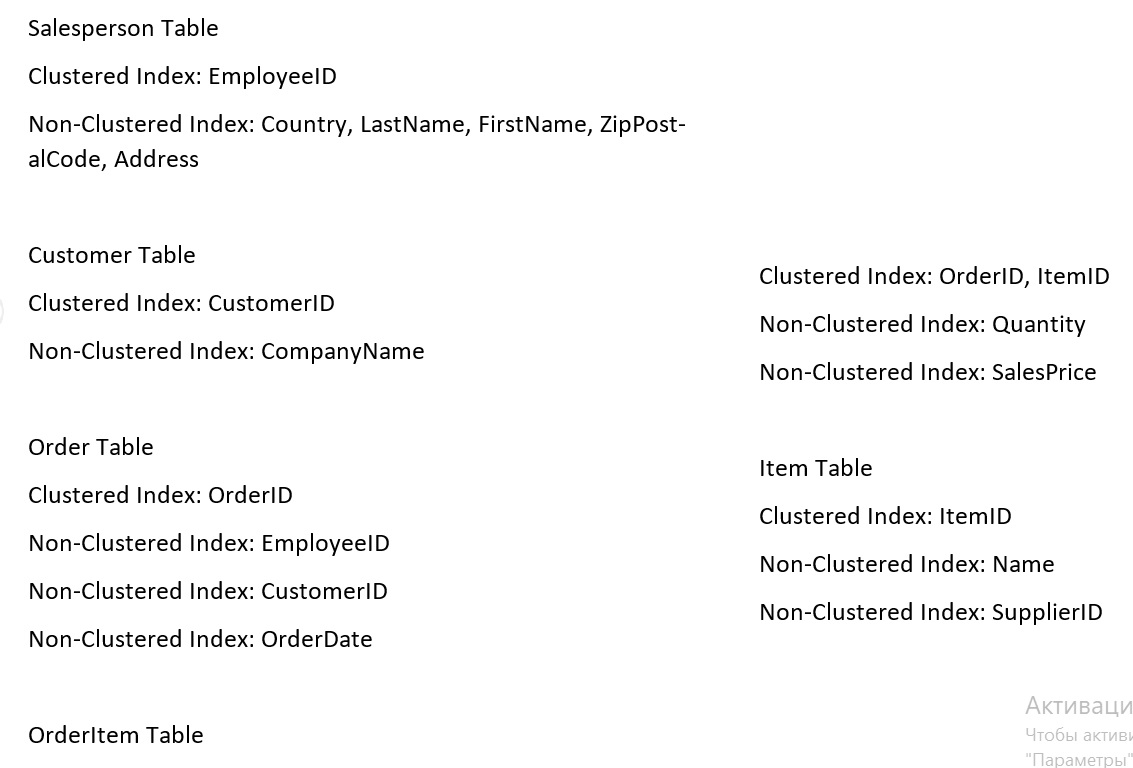 Salesperson Table
Clustered Index: EmployeeID
Non-Clustered Index: Country, LastName, FirstName, ZipPost-
alCode, Address
Customer Table
Clustered Index: CustomerID
Non-Clustered Index: CompanyName
Order Table
Clustered Index: OrderID
Non-Clustered Index: EmployeeID
Non-Clustered Index: CustomerID
Non-Clustered Index: OrderDate
OrderItem Table
Clustered Index: OrderID, ItemID
Non-Clustered Index: Quantity
Non-Clustered Index: SalesPrice
Item Table
Clustered Index: ItemID
Non-Clustered Index: Name
Non-Clustered Index: SupplierID
Активаци
Чтобы активи
"Параметры"